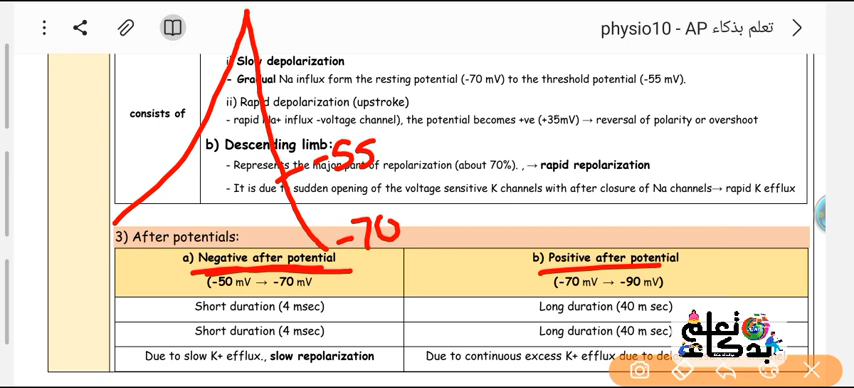 physio10 - AP تعلم بذكاء
i) Slow depolarization
- Gradual Na influx form the resting potential (-70 mV) to the threshold potential (-55 mV).
consists of
ii) Rapid depolarization (upstroke)
- rapid Na+ influx -voltage channel), the potential becomes +ve (+35mV) → reversal of polarity or overshoot
b) Descending limb:
- Represents the major part of repolarization (about 70%). , → rapid repolarization
-55
- It is due to sudden opening of the voltage sensitive K channels with after closure of Na channels→ rapid K efflux
-70
3) After potentials:
a) Negative after potential
(-50 mV → -70 mV
b) Positive after potential
(-70 mV → -90 mV)
Short duration (4 msec)
Long duration (40 m sec)
Short duration (4 msec)
Long duration (40 m sec)
Due to slow K+ efflux., slow repolarization
Due to continuous excess K+ efflux due to
تعلم
بذكاء